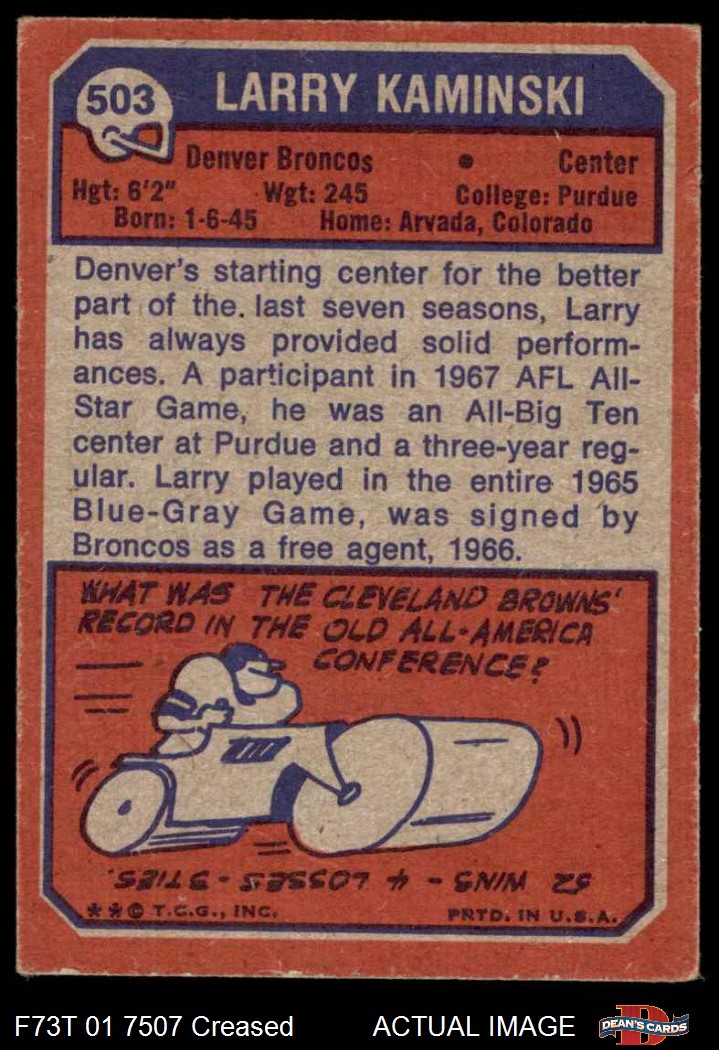 503
LARRY KAMINSKI
Denver Broncos • Center
Hgt: 6'2" Wgt: 245 College: Purdue
Born: 1-6-45 Home: Arvada, Colorado
Denver's starting center for the better
part of the. last seven seasons, Larry
has always provided solid perform-
ances. A participant in 1967 AFL All-
Star Game, he was an All-Big Ten
center at Purdue and a three-year reg-
ular. Larry played in the entire 1965
Blue-Gray Game, was signed by
Broncos as a free agent, 1966.
WHAT WAS THE CLEVELAND BROWNS'
RECORD IN THE OLD ALL-AMERICA
CONFERENCE?
52 WINS - 4 LOSSES - 3 TIES.
**© T.C.G., INC. PRTD. IN U.S.A.
F73T 01 7507 Creased ACTUAL IMAGE DEAN'S CARDS